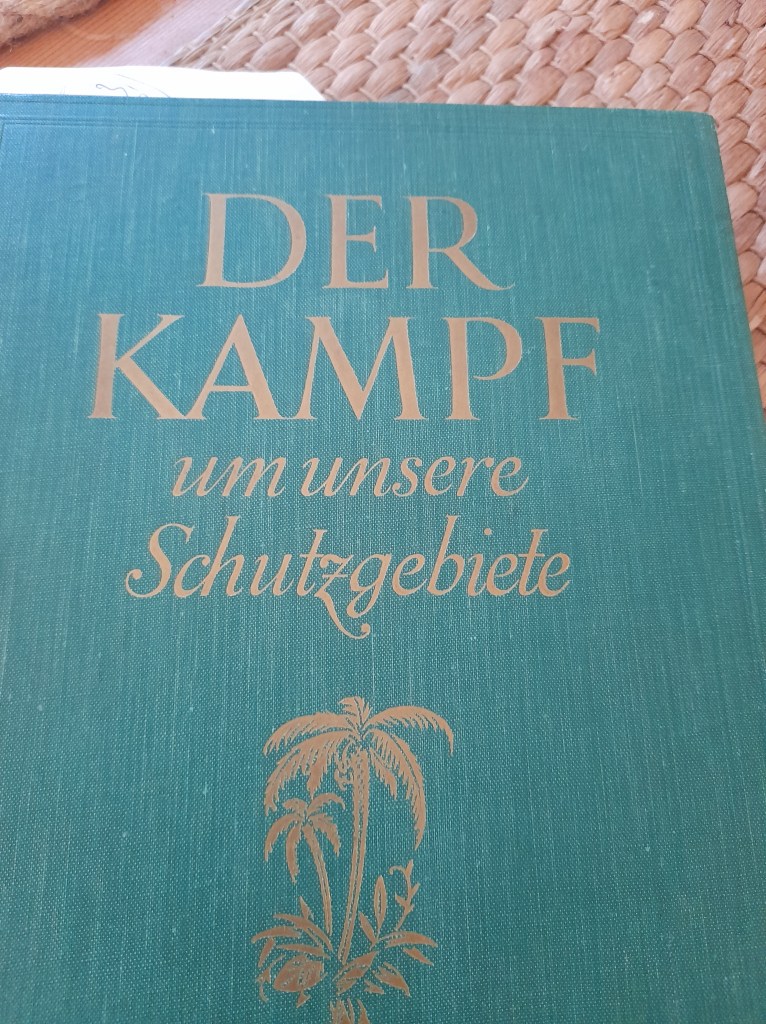 DER
KAMPF
um unsere
Schutzgebiete